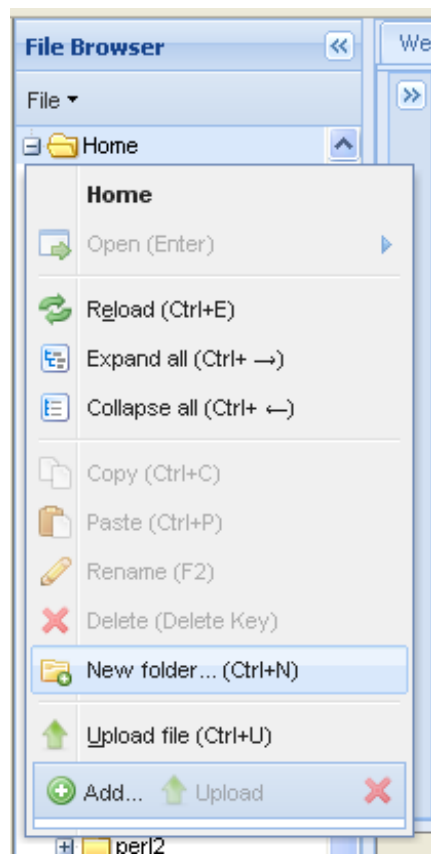 File Browser
We
File
Home
Home
Open (Enter)
Reload (Ctrl+E)
Expand all (Ctrl+ →)
Collapse all (Ctrl+ ←)
Copy (Ctrl+C)
Paste (Ctrl+P)
Rename (F2)
Delete (Delete Key)
New folder... (Ctrl+N)
Upload file (Ctrl+U)
Add... Upload
perl2